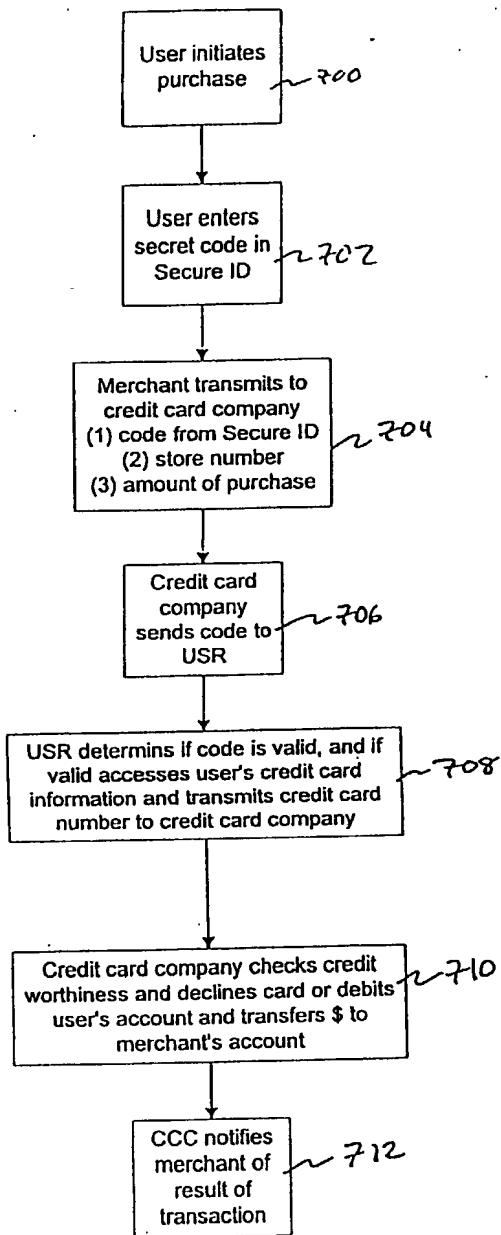 User initiates
purchase
700
User enters
secret code in
Secure ID
702
Merchant transmits to
credit card company
(1) code from Secure ID
(2) store number
(3) amount of purchase
704
Credit card
company
sends code to
USR
706
USR determins if code is valid, and if
valid accesses user's credit card
information and transmits credit card
number to credit card company
708
Credit card company checks credit
worthiness and declines card or debits
user's account and transfers $ to
merchant's account
710
CCC notifies
merchant of
result of
transaction
712